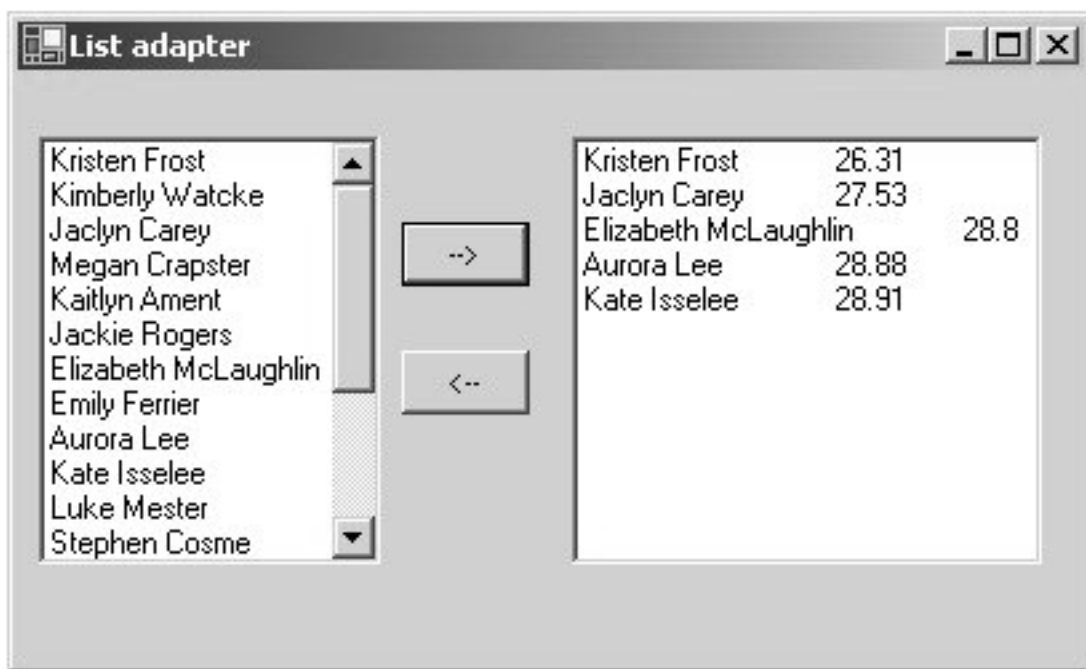 List adapter
Kristen Frost
Kimberly Watcke
Jaclyn Carey
Megan Crapster
Kaitlyn Ament
Jackie Rogers
Elizabeth McLaughlin
Emily Ferrier
Aurora Lee
Kate Isselee
Luke Mester
Stephen Cosme
-->
<--
Kristen Frost 26.31
Jaclyn Carey 27.53
Elizabeth McLaughlin 28.8
Aurora Lee 28.88
Kate Isselee 28.91